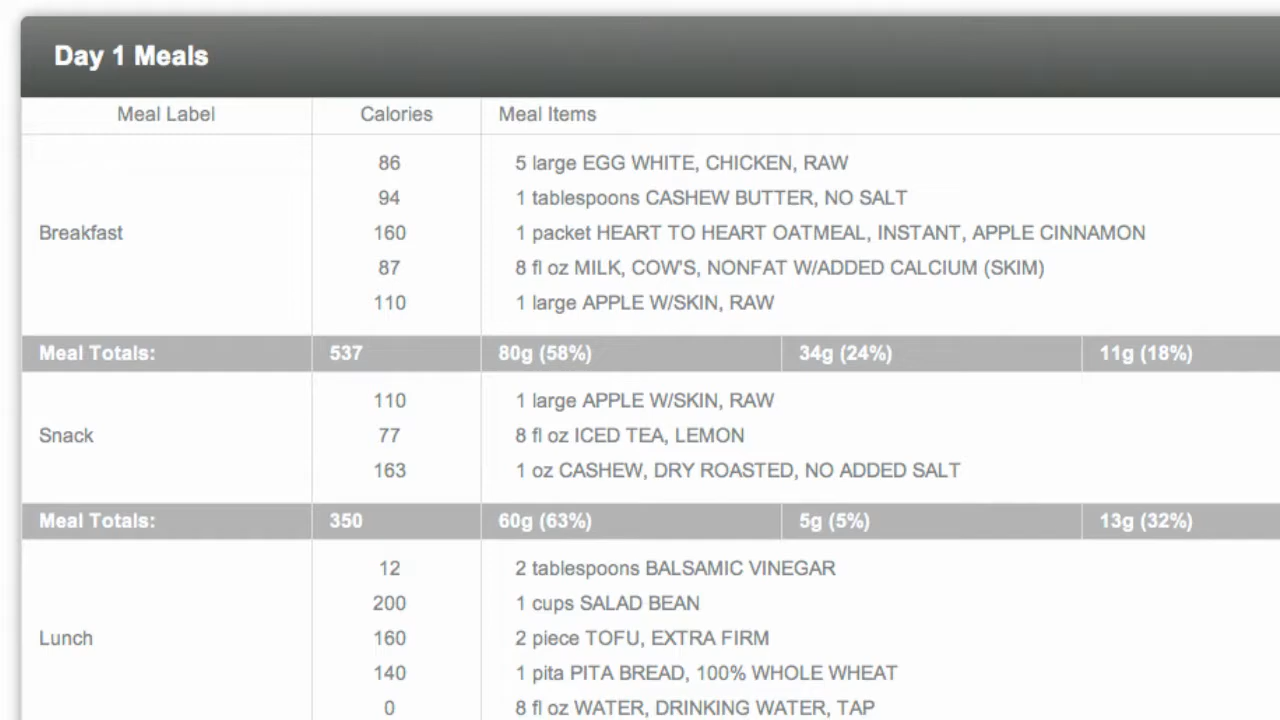 Day 1 Meals
Meal Label Calories Meal Items
86 5 large EGG WHITE, CHICKEN, RAW
94 1 tablespoons CASHEW BUTTER, NO SALT
Breakfast 160 1 packet HEART TO HEART OATMEAL, INSTANT, APPLE CINNAMON
87 8 fl oz MILK, COW'S, NONFAT W/ADDED CALCIUM (SKIM)
110 1 large APPLE W/SKIN, RAW
Meal Totals: 537 80g (58%) 34g (24%) 11g (18%)
110 1 large APPLE W/SKIN, RAW
Snack 77 8 fl oz ICED TEA, LEMON
163 1 oz CASHEW, DRY ROASTED, NO ADDED SALT
Meal Totals: 350 60g (63%) 5g (5%) 13g (32%)
12 2 tablespoons BALSAMIC VINEGAR
200 1 cups SALAD BEAN
Lunch 160 2 piece TOFU, EXTRA FIRM
140 1 pita PITA BREAD, 100% WHOLE WHEAT
0 8 fl oz WATER, DRINKING WATER, TAP